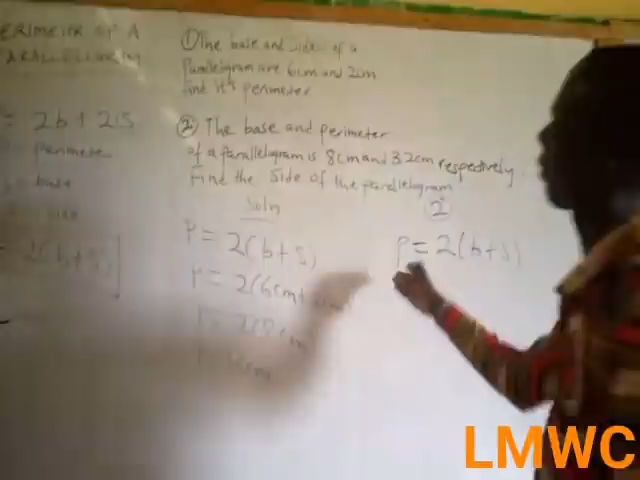 PERIMETER OF A
PARALLELOGRAM
= 2b + 2S
perimeter
base
side
= 2(b+s)]
① The base and sides of a
Parallelogram are 6cm and 2cm
find it's perimeter
② The base and perimeter
of a parallelogram is 8cm and 32cm respectively.
Find the Side of the parallelogram
Soln
P = 2(b+S)
P = 2(6cm+
P = 2(8cm
cm
2
P = 2(b+s)
LMWC